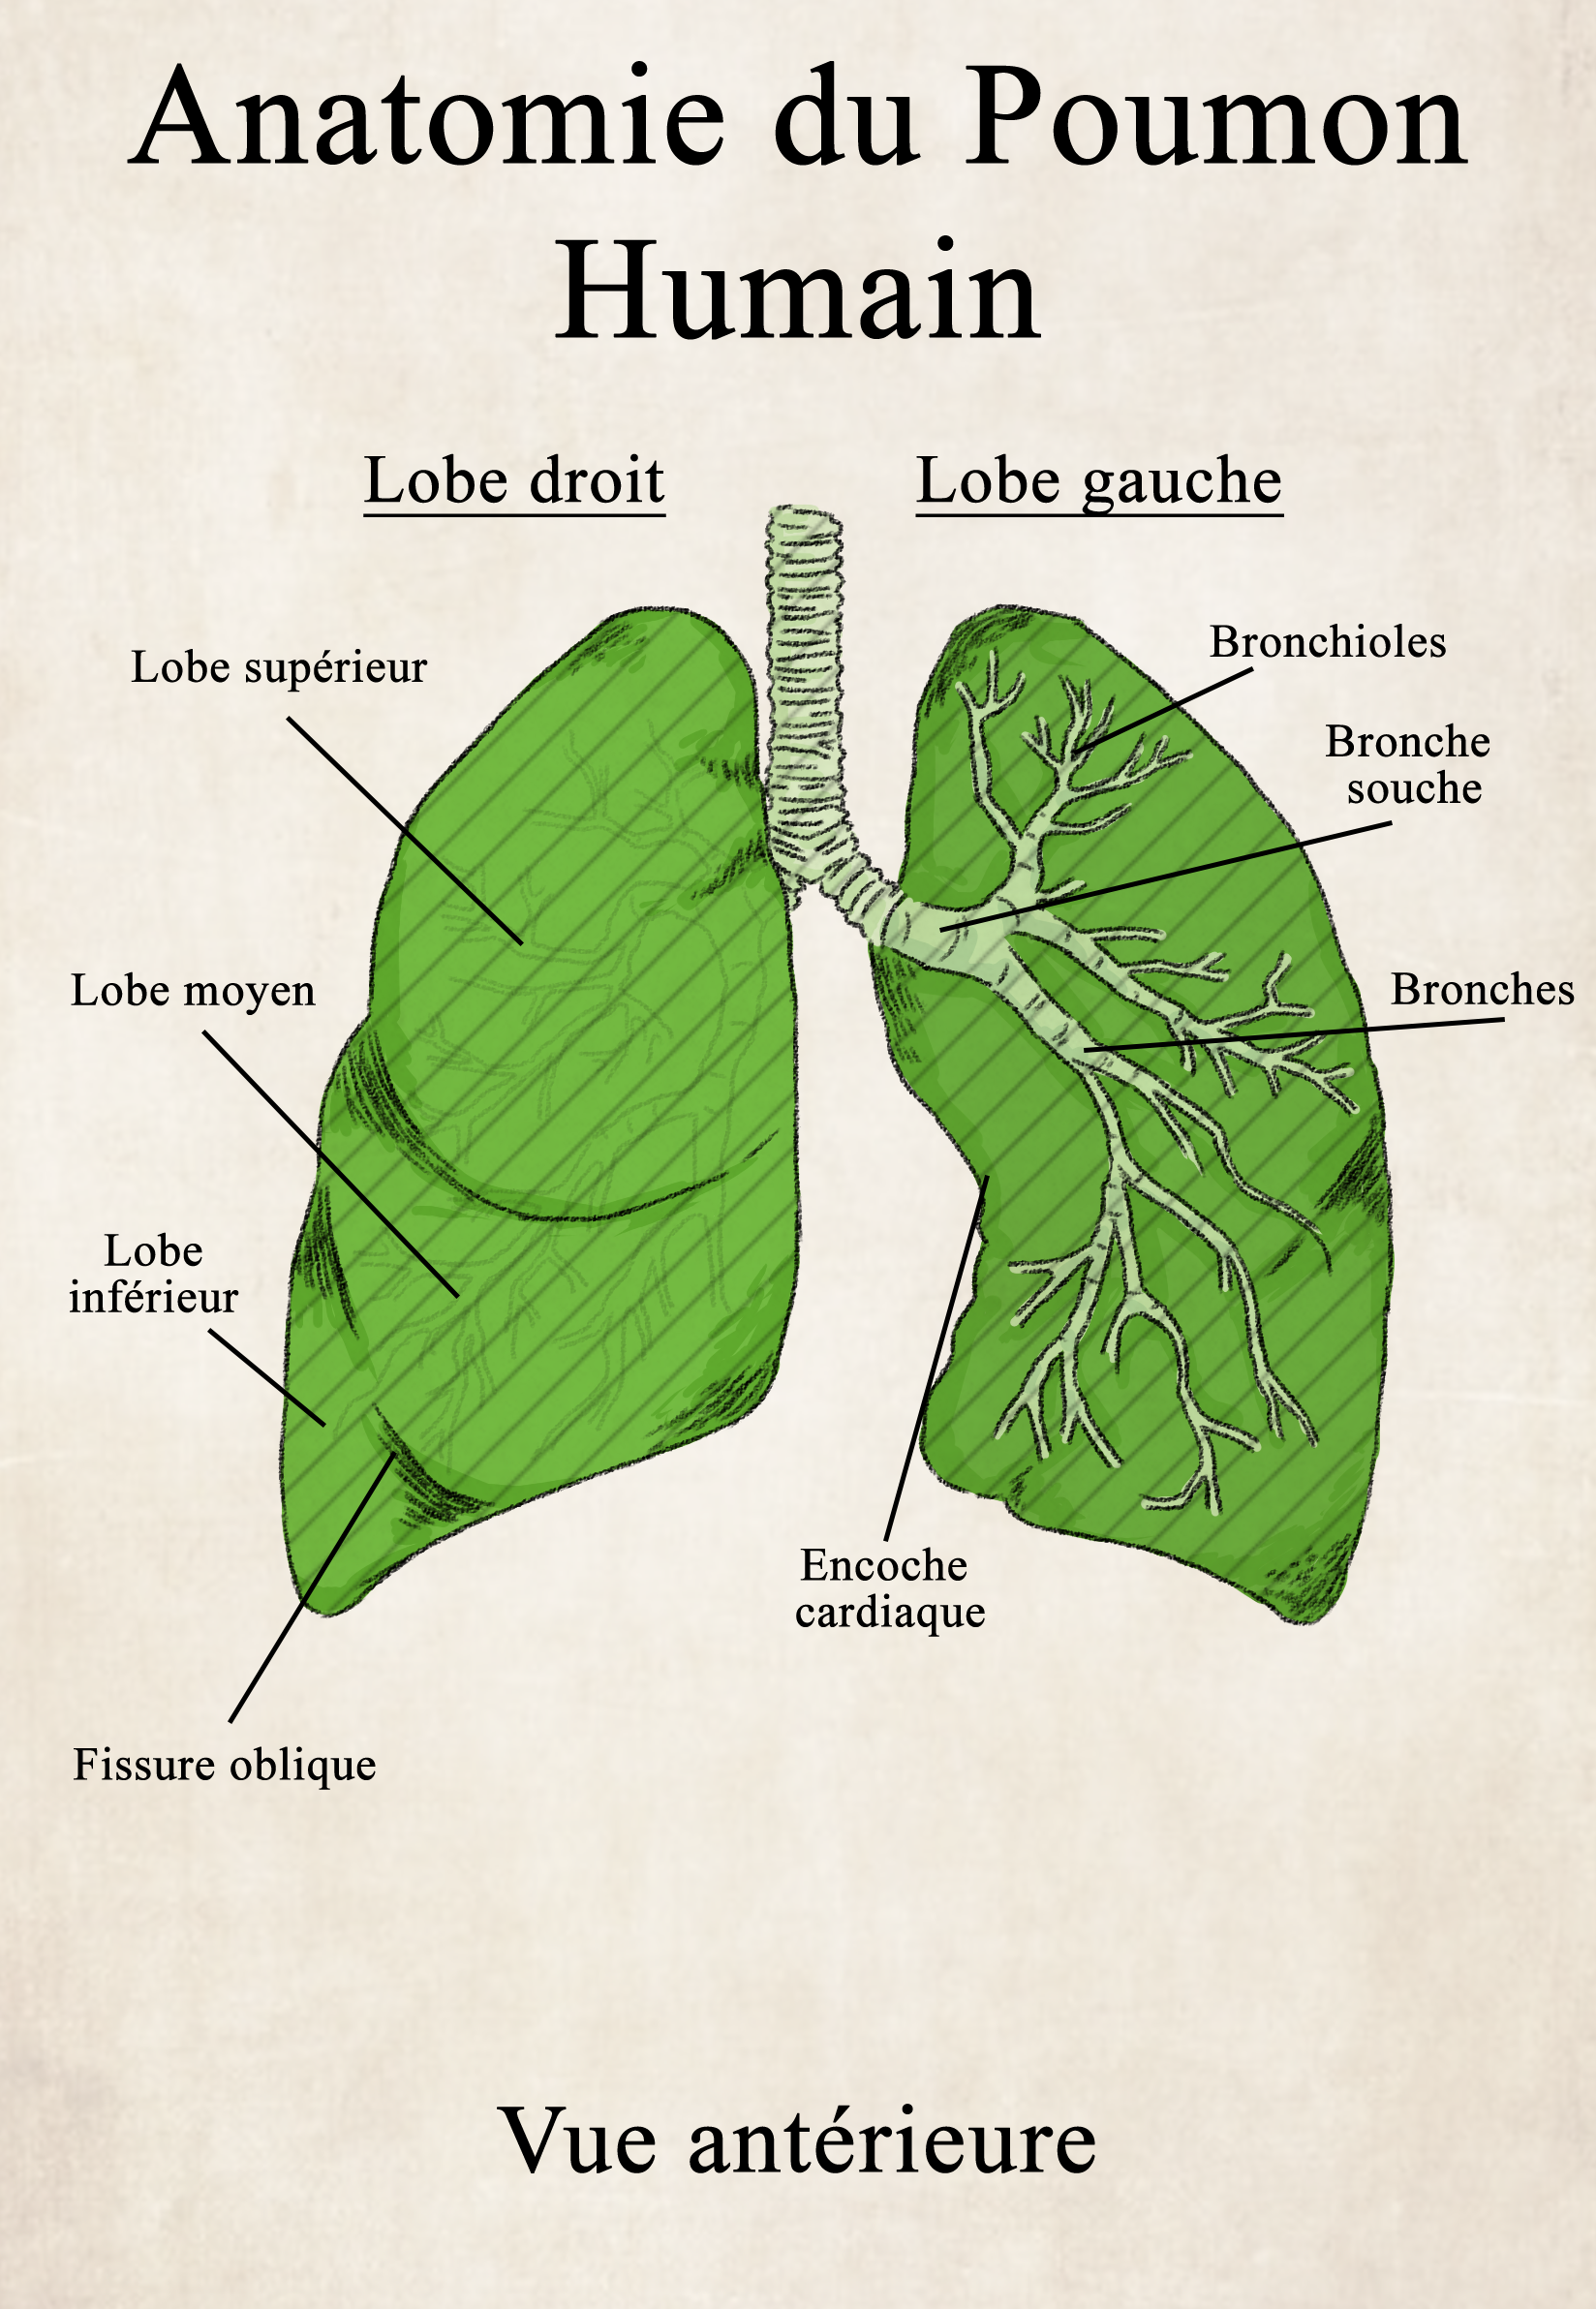 Anatomie du Poumon
Humain
Lobe droit
Lobe gauche
Lobe supérieur
Lobe moyen
Lobe
inférieur
Fissure oblique
Bronchioles
Bronche
souche
Bronches
Encoche
cardiaque
Vue antérieure